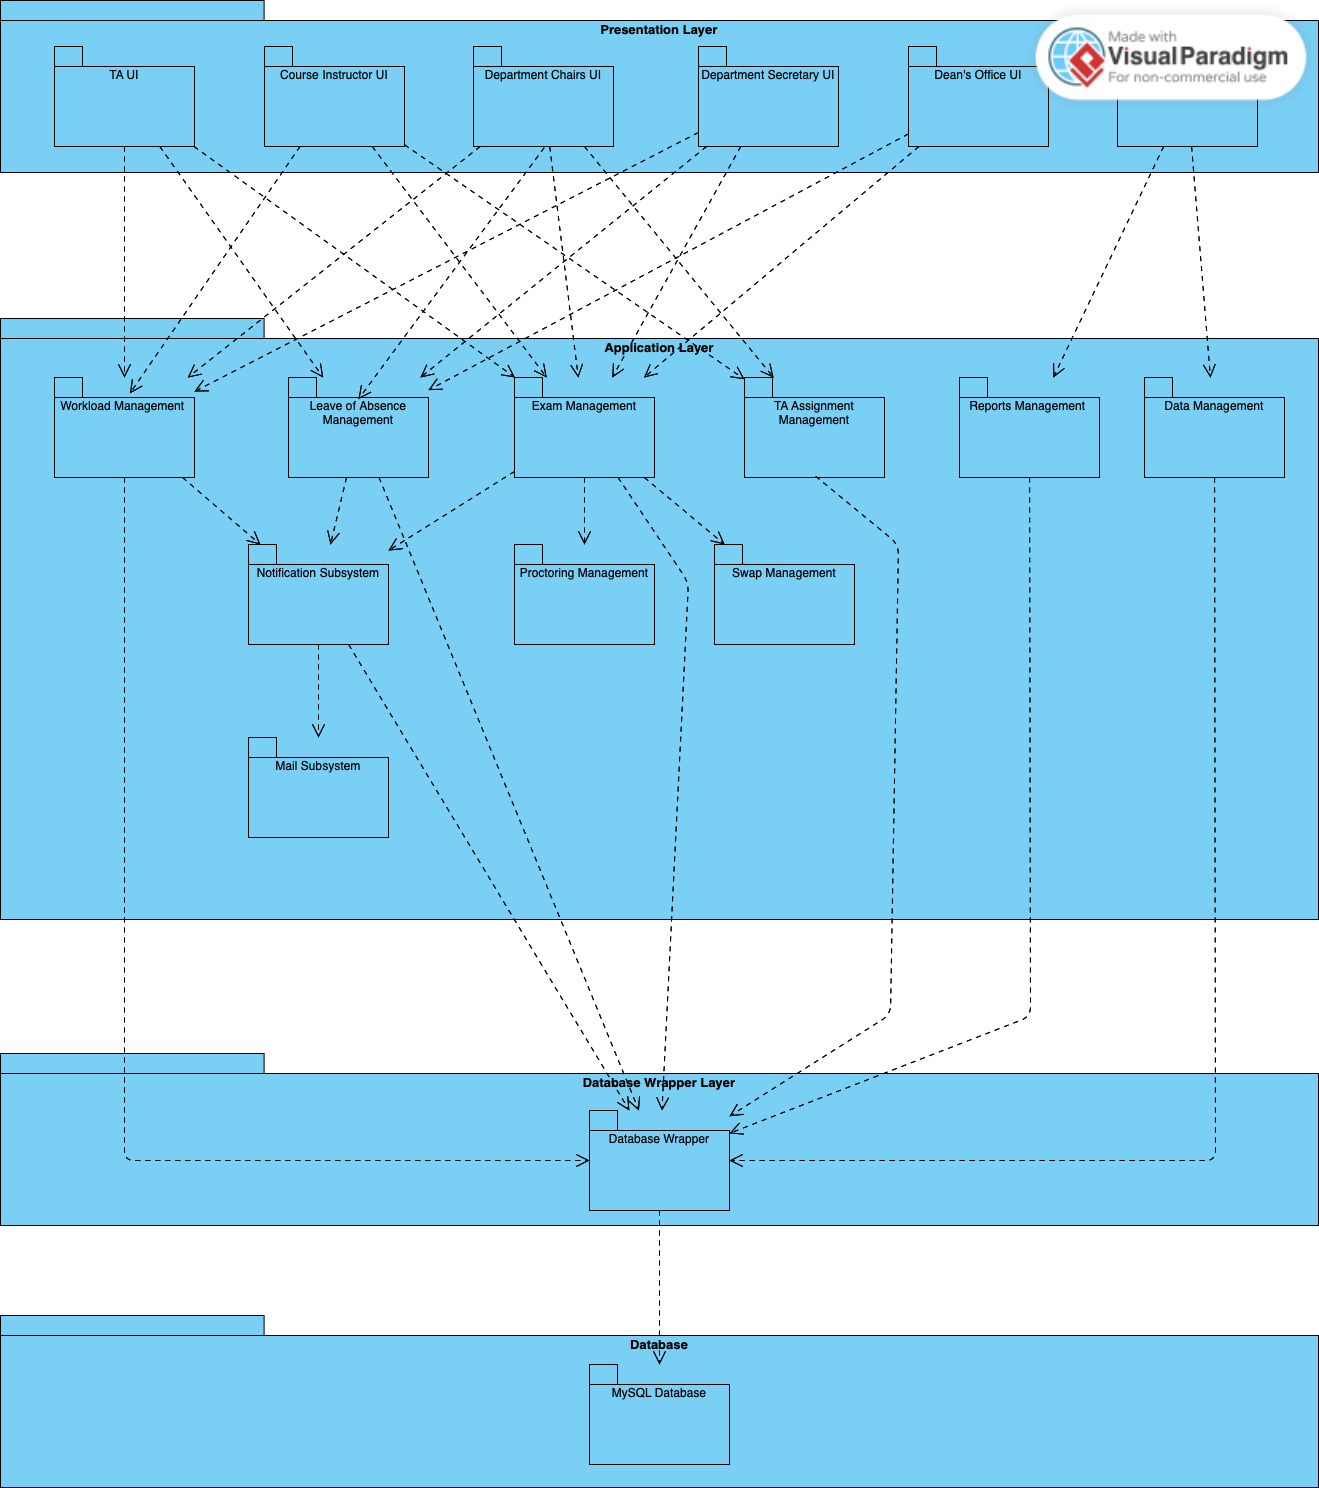 Presentation Layer
Made with
Visual Paradigm
For non-commercial use
TA UI
Course Instructor UI
Department Chairs UI
Department Secretary UI
Dean's Office UI
Application Layer
Workload Management
Leave of Absence
Management
Exam Management
TA Assignment
Management
Reports Management
Data Management
Notification Subsystem
Proctoring Management
Swap Management
Mail Subsystem
Database Wrapper Layer
Database Wrapper
Database
MySQL Database